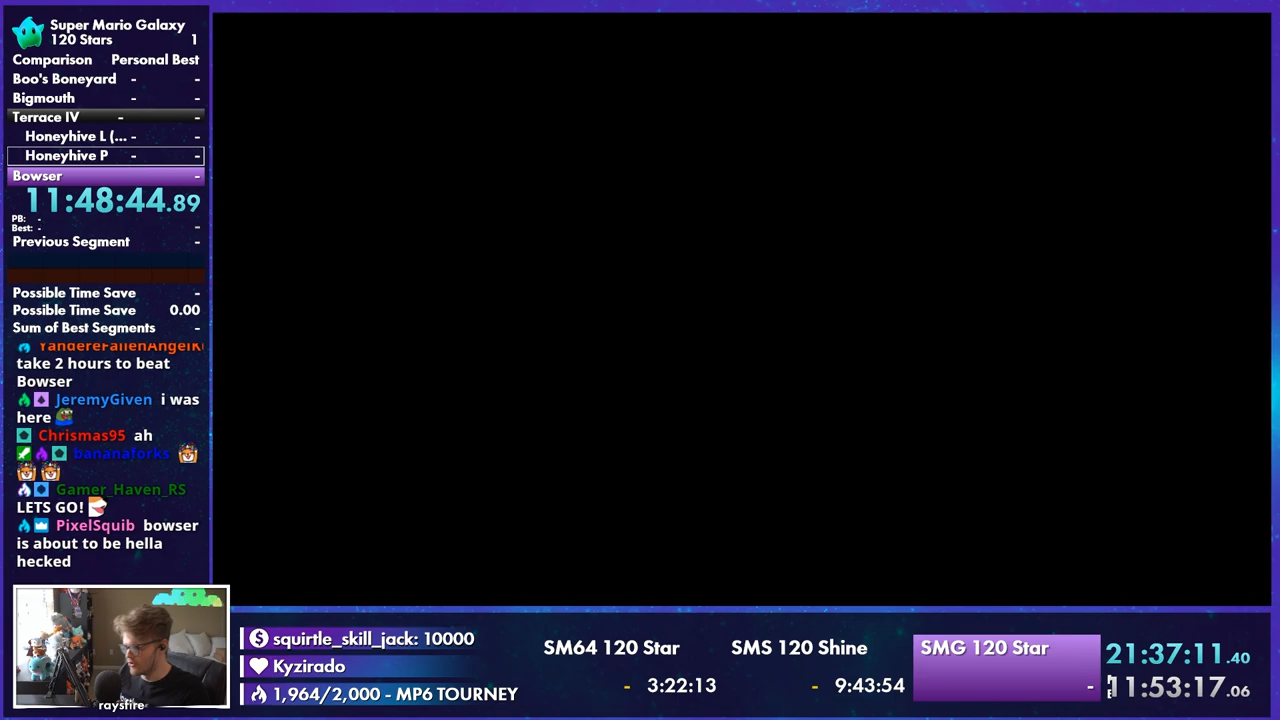 Super Mario Galaxy
120 Stars 1
Comparison Personal Best
Boo's Boneyard - -
Bigmouth - -
Terrace IV - -
Honeyhive L (... - -
Honeyhive P - -
Bowser -
11:48:44.89
PB: -
Best: - -
Previous Segment -
Possible Time Save -
Possible Time Save 0.00
Sum of Best Segments -
take 2 hours to beat
Bowser
JeremyGiven i was
here
Chrismas95 ah
bananaforks
Gamer_Haven_RS
LETS GO!
PixelSquib bowser
is about to be hella
hecked
raysfire
squirtle_skill_jack: 10000
Kyzirado
1,964/2,000 - MP6 TOURNEY
SM64 120 Star
- 3:22:13
SMS 120 Shine
- 9:43:54
SMG 120 Star
-
21:37:11.40
11:53:17.06